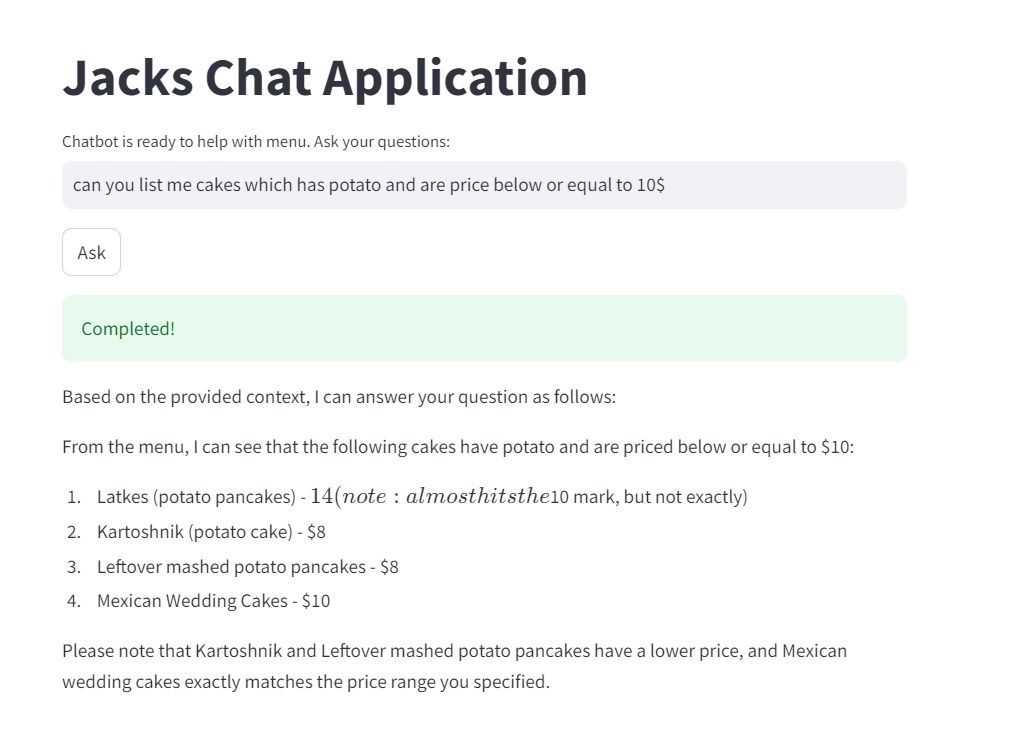 Jacks Chat Application
Chatbot is ready to help with menu. Ask your questions:
can you list me cakes which has potato and are price below or equal to 10$
Ask
Completed!
Based on the provided context, I can answer your question as follows:
From the menu, I can see that the following cakes have potato and are priced below or equal to $10:
1. Latkes (potato pancakes) - 14(note : almosthitsthe10 mark, but not exactly)
2. Kartoshnik (potato cake) - $8
3. Leftover mashed potato pancakes - $8
4. Mexican Wedding Cakes - $10
Please note that Kartoshnik and Leftover mashed potato pancakes have a lower price, and Mexican
wedding cakes exactly matches the price range you specified.